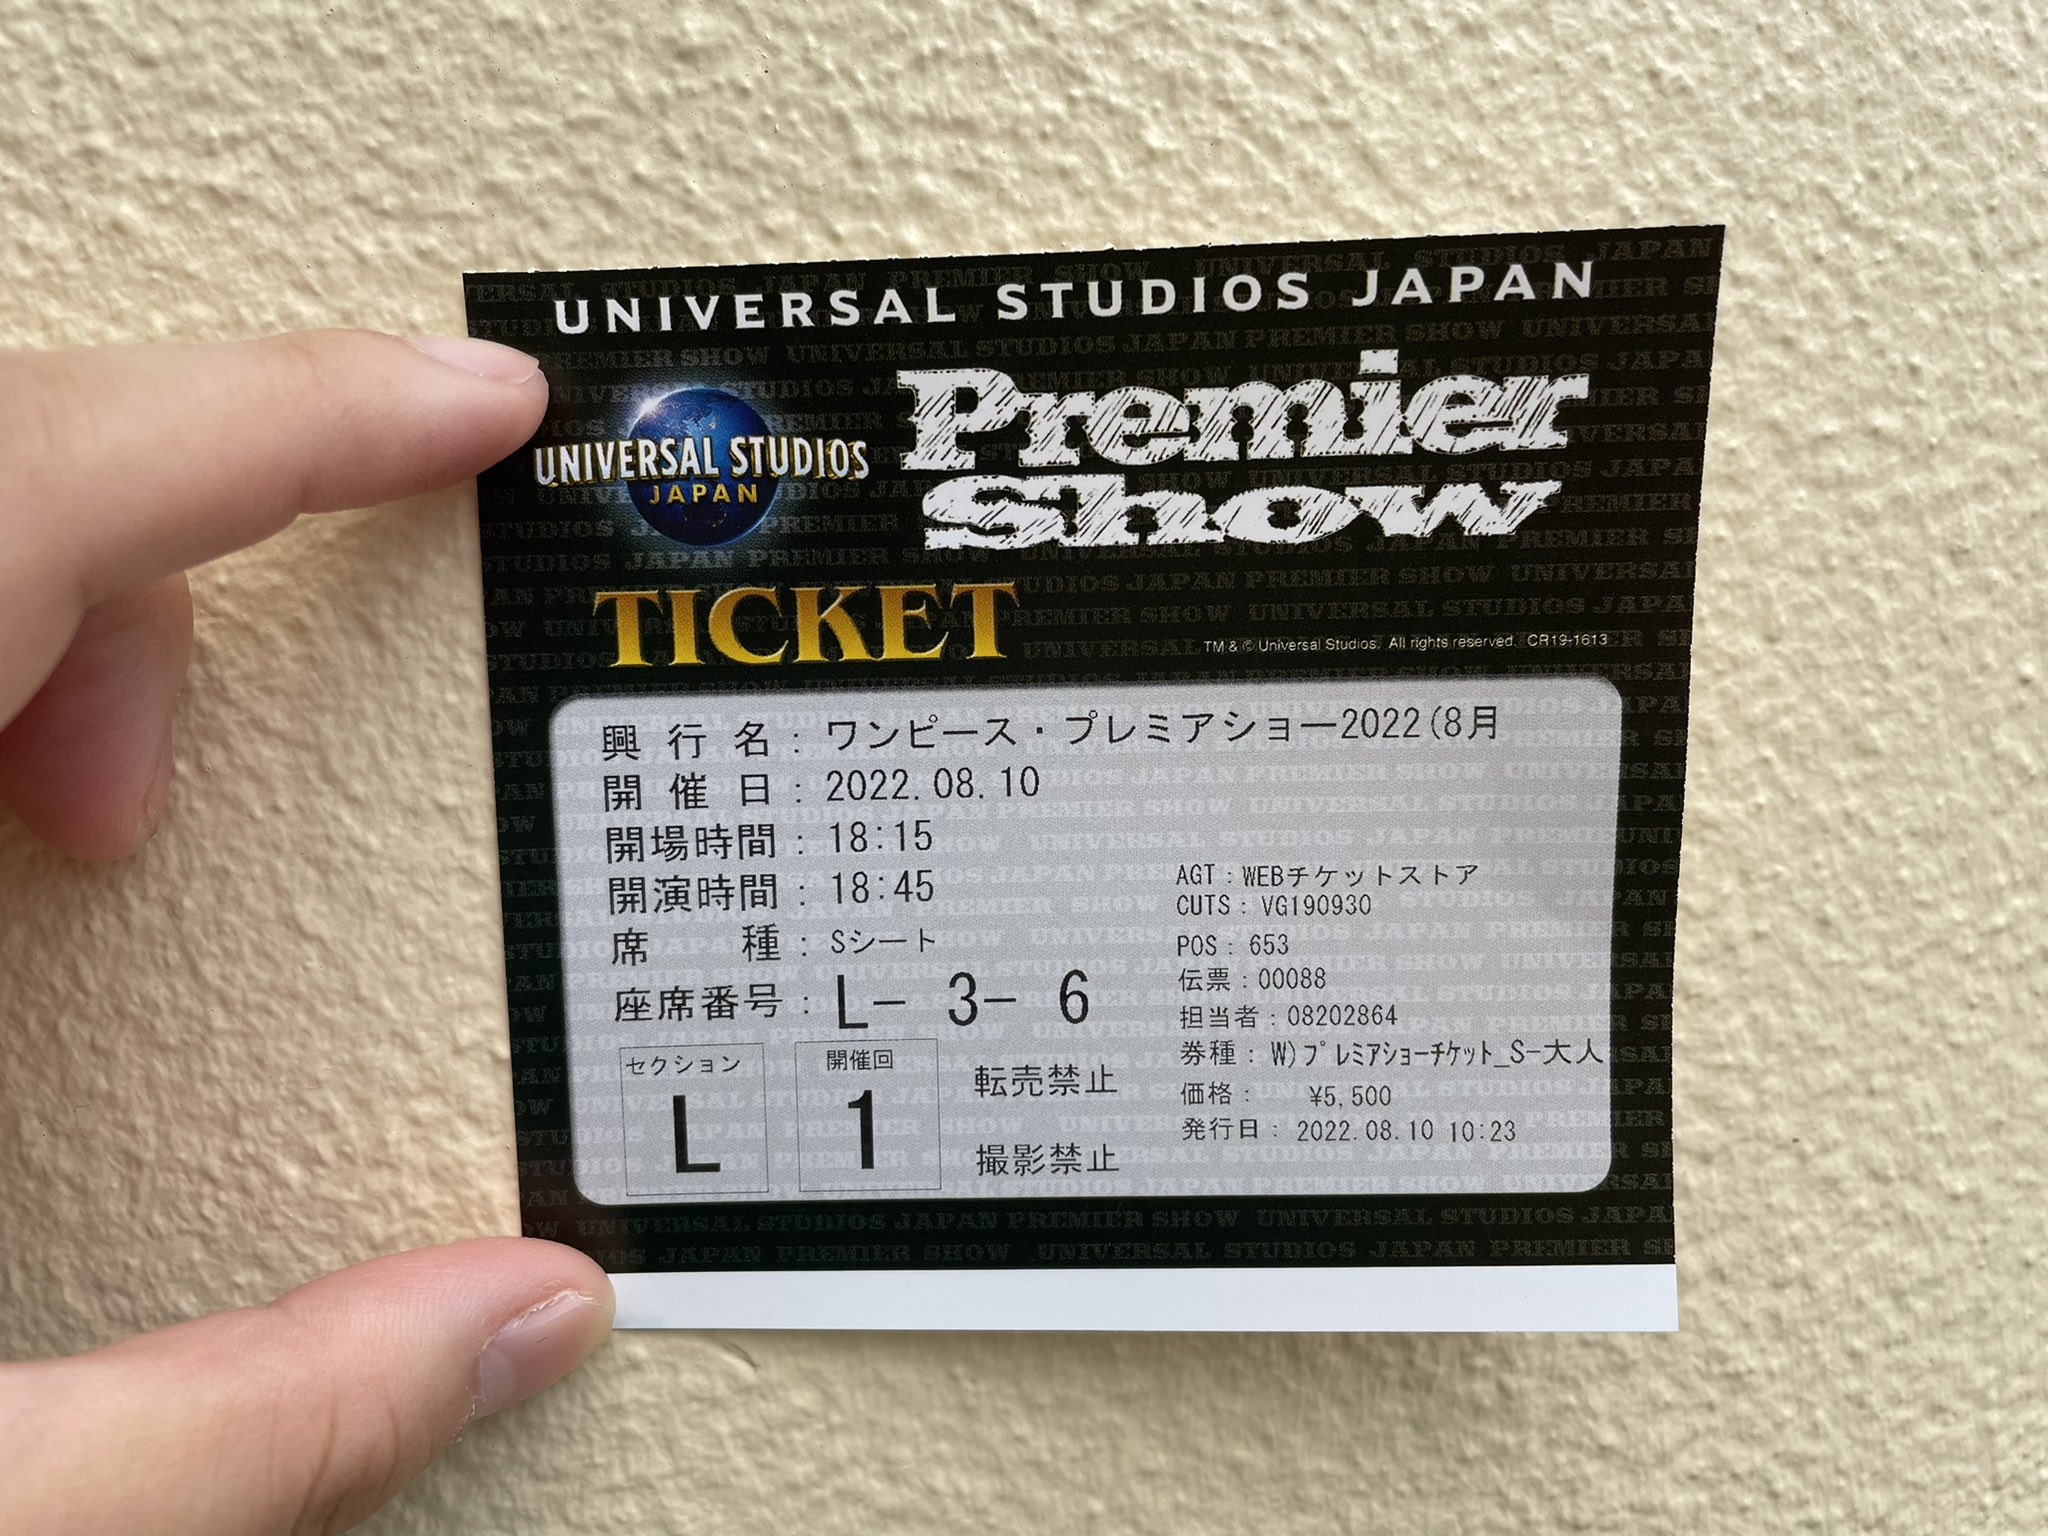 UNIVERSAL STUDIOS JAPAN
UNIVERSAL STUDIOS
JAPAN
Premier
Show
TICKET
TM & © Universal Studios. All rights reserved. CR19-1613
興行名：ワンピース・プレミアショー2022(8月
開催日：2022.08.10
開場時間：18:15
開演時間：18:45
席種：Sシート
座席番号：L- 3- 6
セクション
L
開催回
1
転売禁止
撮影禁止
AGT：WEBチケットストア
CUTS：VG190930
POS：653
伝票：00088
担当者：08202864
券種：W)ﾌﾟﾚﾐｱｼｮｰﾁｹｯﾄ_S-大人
価格：¥5,500
発行日：2022.08.10 10:23